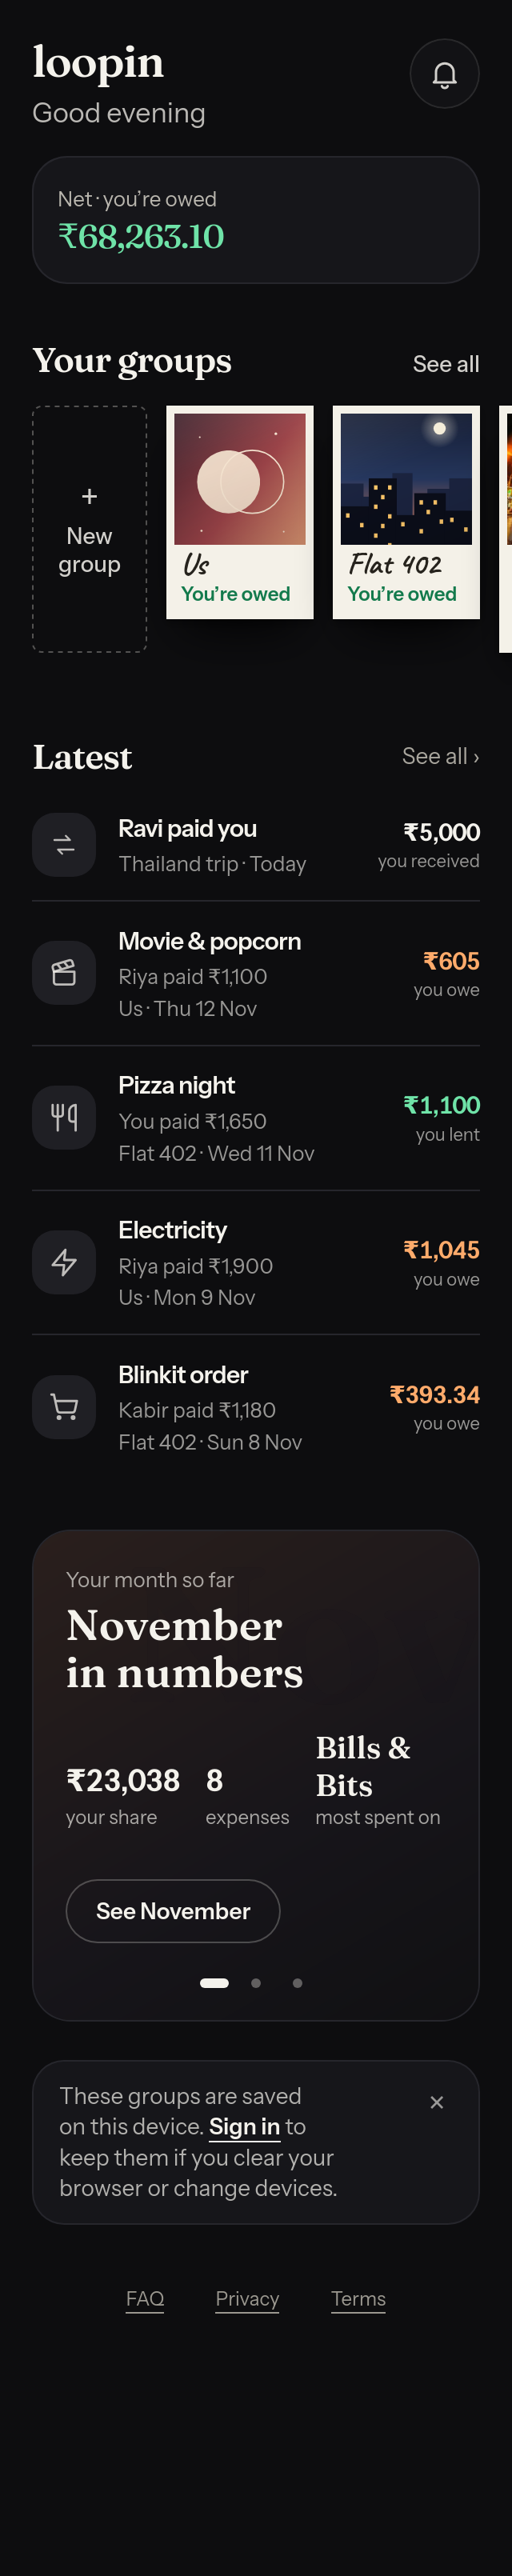 loopin
Good evening
Net · you’re owed
₹68,263.10
Your groups
See all
+
New
group
Us
You’re owed
Flat 402
You’re owed
Latest
See all ›
Ravi paid you
Thailand trip · Today
₹5,000
you received
Movie & popcorn
Riya paid ₹1,100
Us · Thu 12 Nov
₹605
you owe
Pizza night
You paid ₹1,650
Flat 402 · Wed 11 Nov
₹1,100
you lent
Electricity
Riya paid ₹1,900
Us · Mon 9 Nov
₹1,045
you owe
Blinkit order
Kabir paid ₹1,180
Flat 402 · Sun 8 Nov
₹393.34
you owe
Your month so far
November
in numbers
₹23,038
your share
8
expenses
Bills &
Bits
most spent on
See November
These groups are saved
on this device. Sign in to
keep them if you clear your
browser or change devices.
×
FAQ
Privacy
Terms